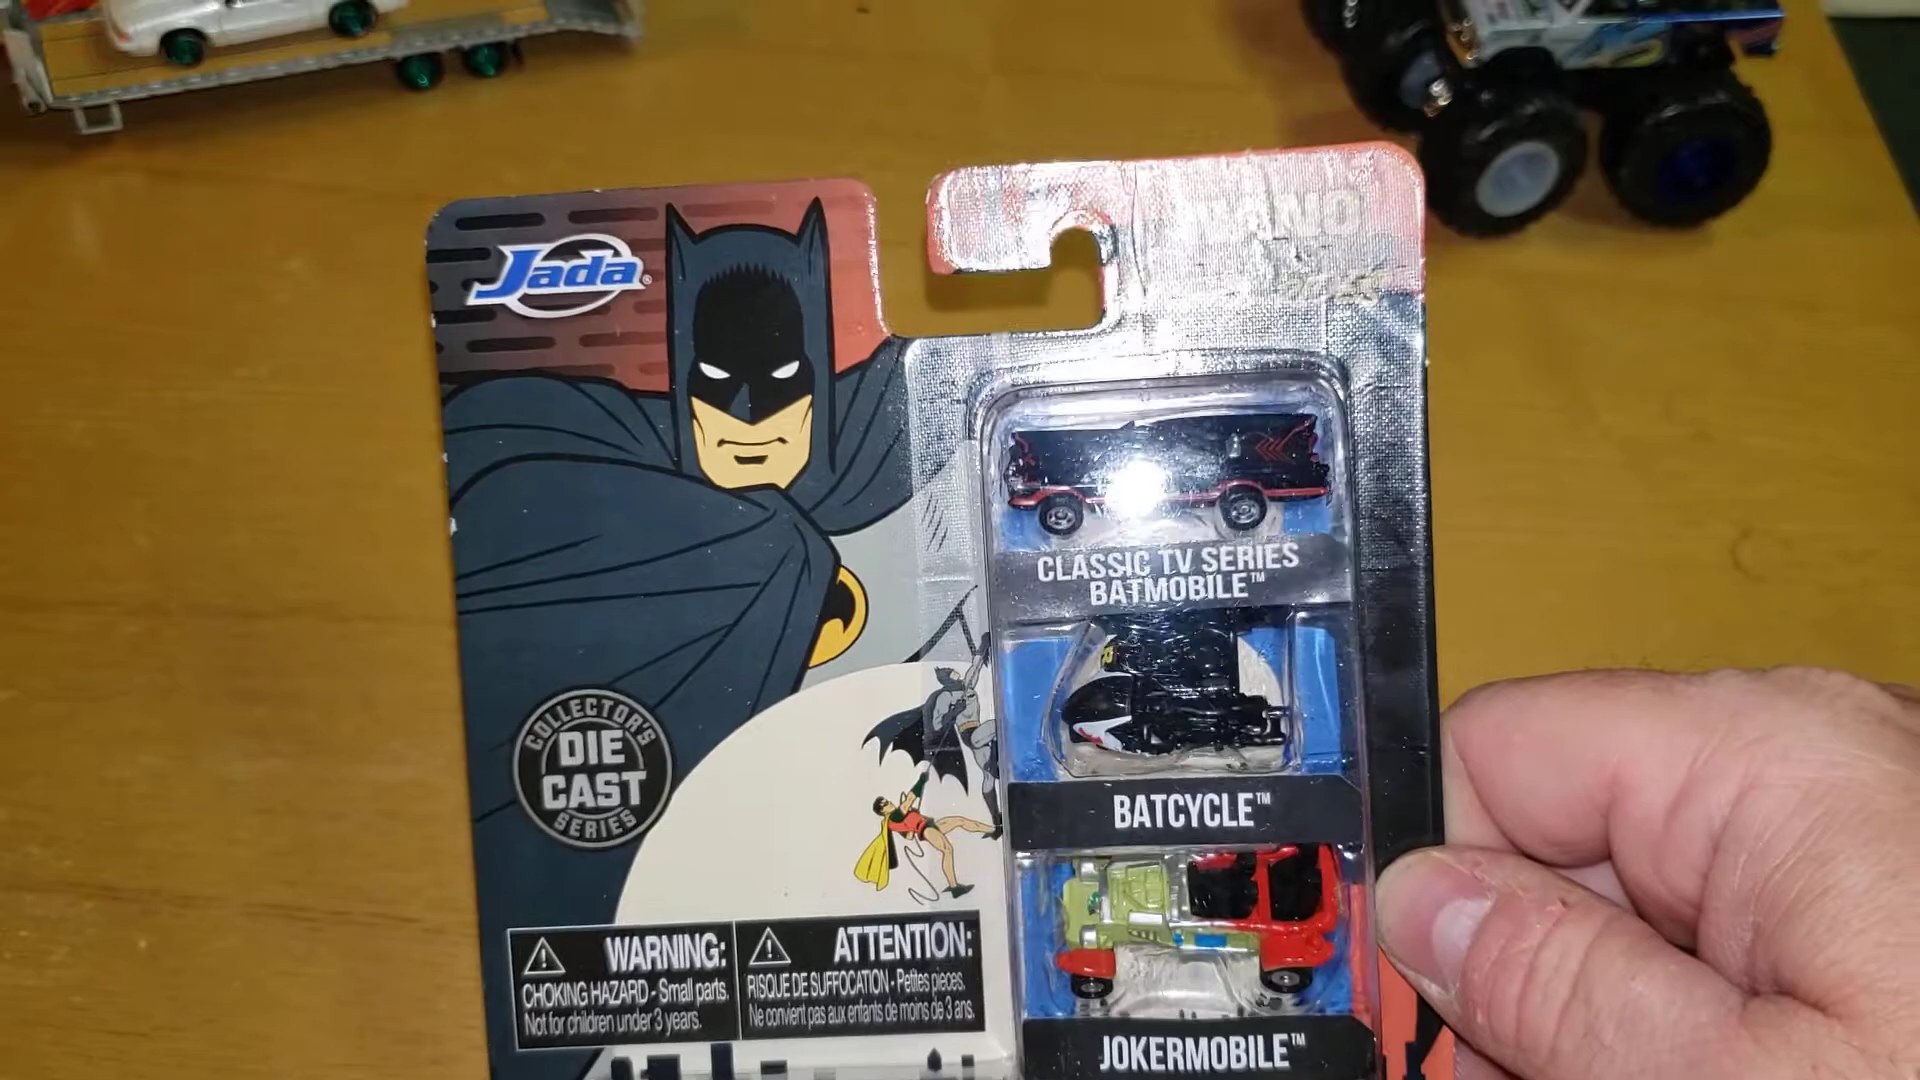 Jada
NANO
COLLECTOR'S
DIE
CAST
SERIES
CLASSIC TV SERIES
BATMOBILE™
BATCYCLE™
JOKERMOBILE™
WARNING:
CHOKING HAZARD - Small parts.
Not for children under 3 years.
ATTENTION:
RISQUE DE SUFFOCATION - Petites pièces.
Ne convient pas aux enfants de moins de 3 ans.